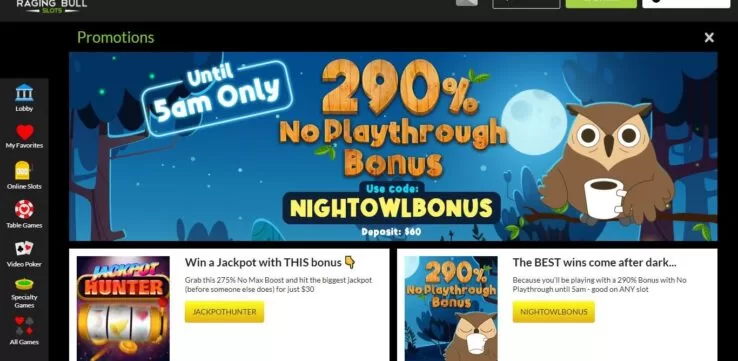 RAGING BULL
SLOTS
Promotions
Until
5am Only
290%
No Playthrough
Bonus
Use code:
NIGHTOWLBONUS
Deposit: $60
Lobby
My Favorites
Online Slots
Table Games
Video Poker
Specialty
Games
All Games
JACKPOT
HUNTER
Win a Jackpot with THIS bonus
Grab this 275% No Max Boost and hit the biggest jackpot
(before someone else does) for just $30
JACKPOTHUNTER
290%
No Playthrough
Bonus
The BEST wins come after dark...
Because you'll be playing with a 290% Bonus with No
Playthrough until 5am - good on ANY slot
NIGHTOWLBONUS